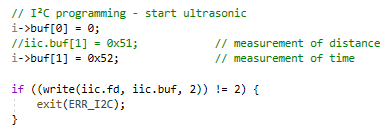 // I²C programming - start ultrasonic
i->buf[0] = 0;
//iic.buf[1] = 0x51;           // measurement of distance
i->buf[1] = 0x52;             // measurement of time
if ((write(iic.fd, iic.buf, 2)) != 2) {
    exit(ERR_I2C);
}